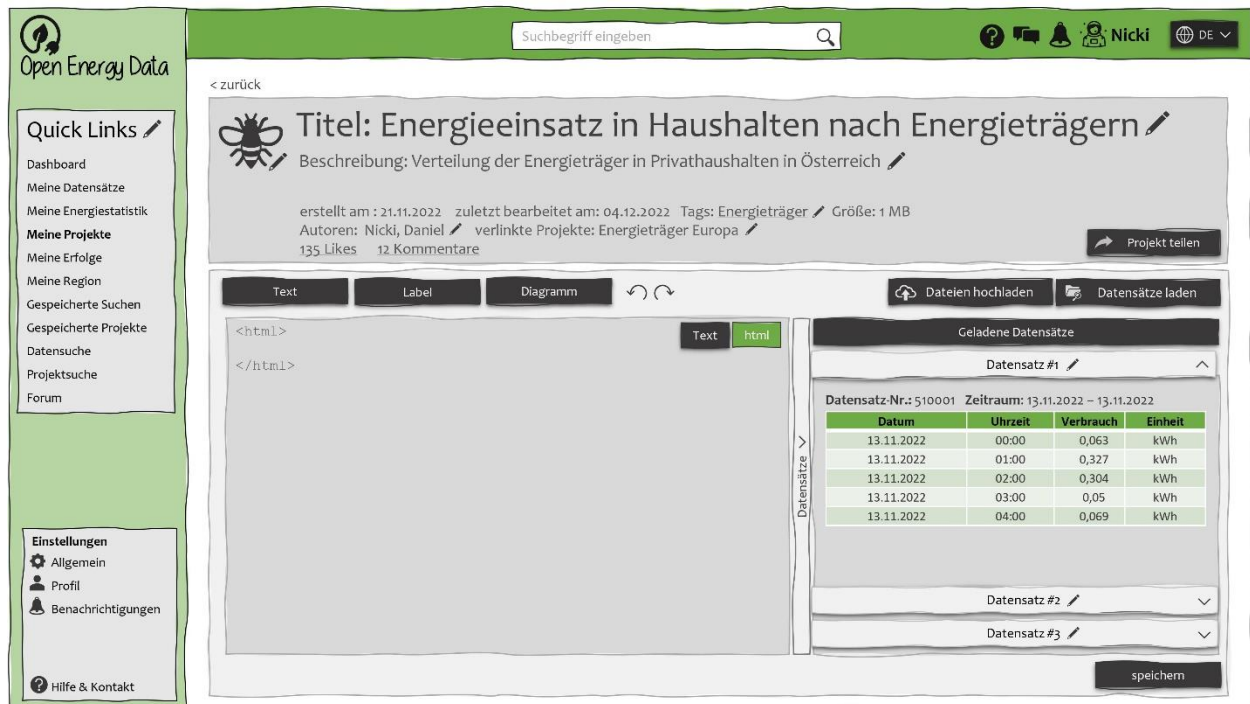 Open Energy Data
Suchbegriff eingeben
Nicki
DE
Quick Links
Dashboard
Meine Datensätze
Meine Energiestatistik
Meine Projekte
Meine Erfolge
Meine Region
Gespeicherte Suchen
Gespeicherte Projekte
Datensuche
Projektsuche
Forum
Einstellungen
Allgemein
Profil
Benachrichtigungen
Hilfe & Kontakt
< zurück
Titel: Energieeinsatz in Haushalten nach Energieträgern
Beschreibung: Verteilung der Energieträger in Privathaushalten in Österreich
erstellt am : 21.11.2022 zuletzt bearbeitet am: 04.12.2022 Tags: Energieträger Größe: 1 MB
Autoren: Nicki, Daniel verlinkte Projekte: Energieträger Europa
135 Likes 12 Kommentare
Projekt teilen
Text Label Diagramm
Dateien hochladen Datensätze laden
<html>
</html>
Text html
Datensätze
Geladene Datensätze
Datensatz #1
Datensatz-Nr.: 510001 Zeitraum: 13.11.2022 – 13.11.2022
Datum Uhrzeit Verbrauch Einheit
13.11.2022 00:00 0,063 kWh
13.11.2022 01:00 0,327 kWh
13.11.2022 02:00 0,304 kWh
13.11.2022 03:00 0,05 kWh
13.11.2022 04:00 0,069 kWh
Datensatz #2
Datensatz #3
speichern